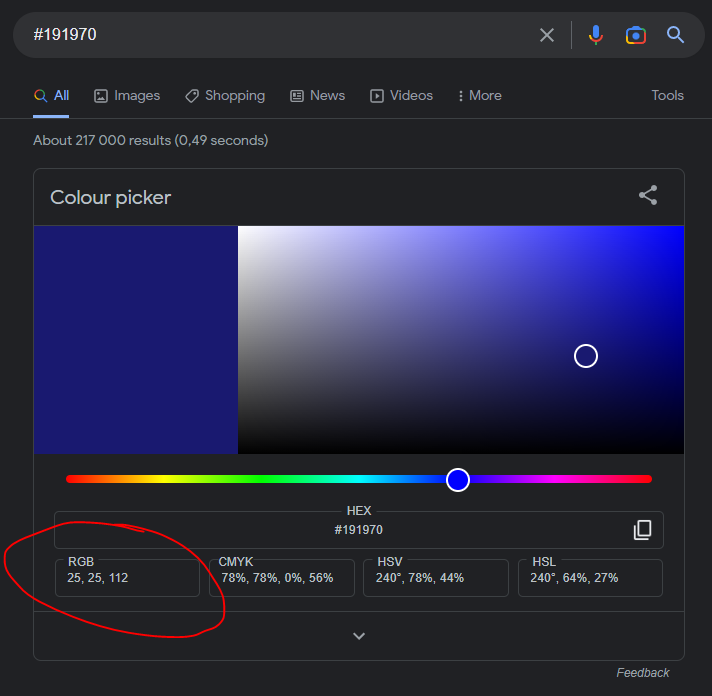 #191970
All Images Shopping News Videos More Tools
About 217 000 results (0,49 seconds)
Colour picker
HEX
#191970
RGB CMYK HSV HSL
25, 25, 112 78%, 78%, 0%, 56% 240°, 78%, 44% 240°, 64%, 27%
Feedback